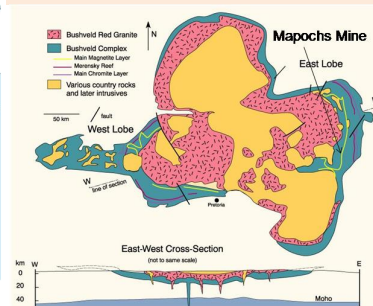 Bushveld Red Granite
Bushveld Complex
Main Magnetite Layer
Merensky Reef
Main Chromite Layer
Various country rocks
and later intrusives
N
Mapochs Mine
East Lobe
50 km
fault
West Lobe
W
line of section
Pretoria
East-West Cross-Section
(not to same scale)
km
W
E
0
20
40
Moho